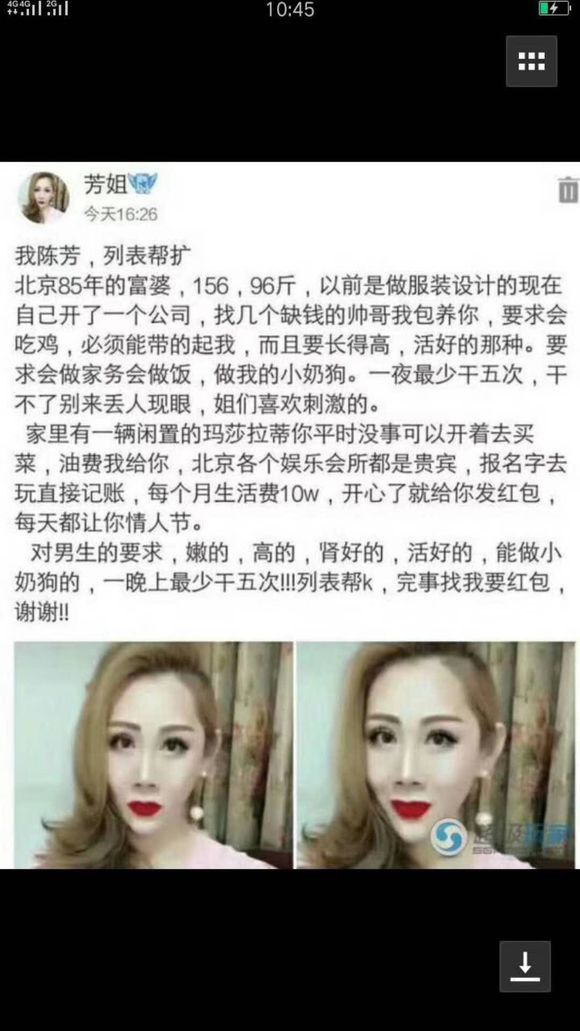 4G 4G 2G
10:45
芳姐
今天16:26
我陈芳，列表帮扩
北京85年的富婆，156，96斤，以前是做服装设计的现在
自己开了一个公司，找几个缺钱的帅哥我包养你，要求会
吃鸡，必须能带的起我，而且要长得高，活好的那种。要
求会做家务会做饭，做我的小奶狗。一夜最少干五次，干
不了别来丢人现眼，姐们喜欢刺激的。
家里有一辆闲置的玛莎拉蒂你平时没事可以开着去买
菜，油费我给你，北京各个娱乐会所都是贵宾，报名字去
玩直接记账，每个月生活费10w，开心了就给你发红包，
每天都让你情人节。
对男生的要求，嫩的，高的，肾好的，活好的，能做小
奶狗的，一晚上最少干五次!!!列表帮k，完事找我要红包，
谢谢!!